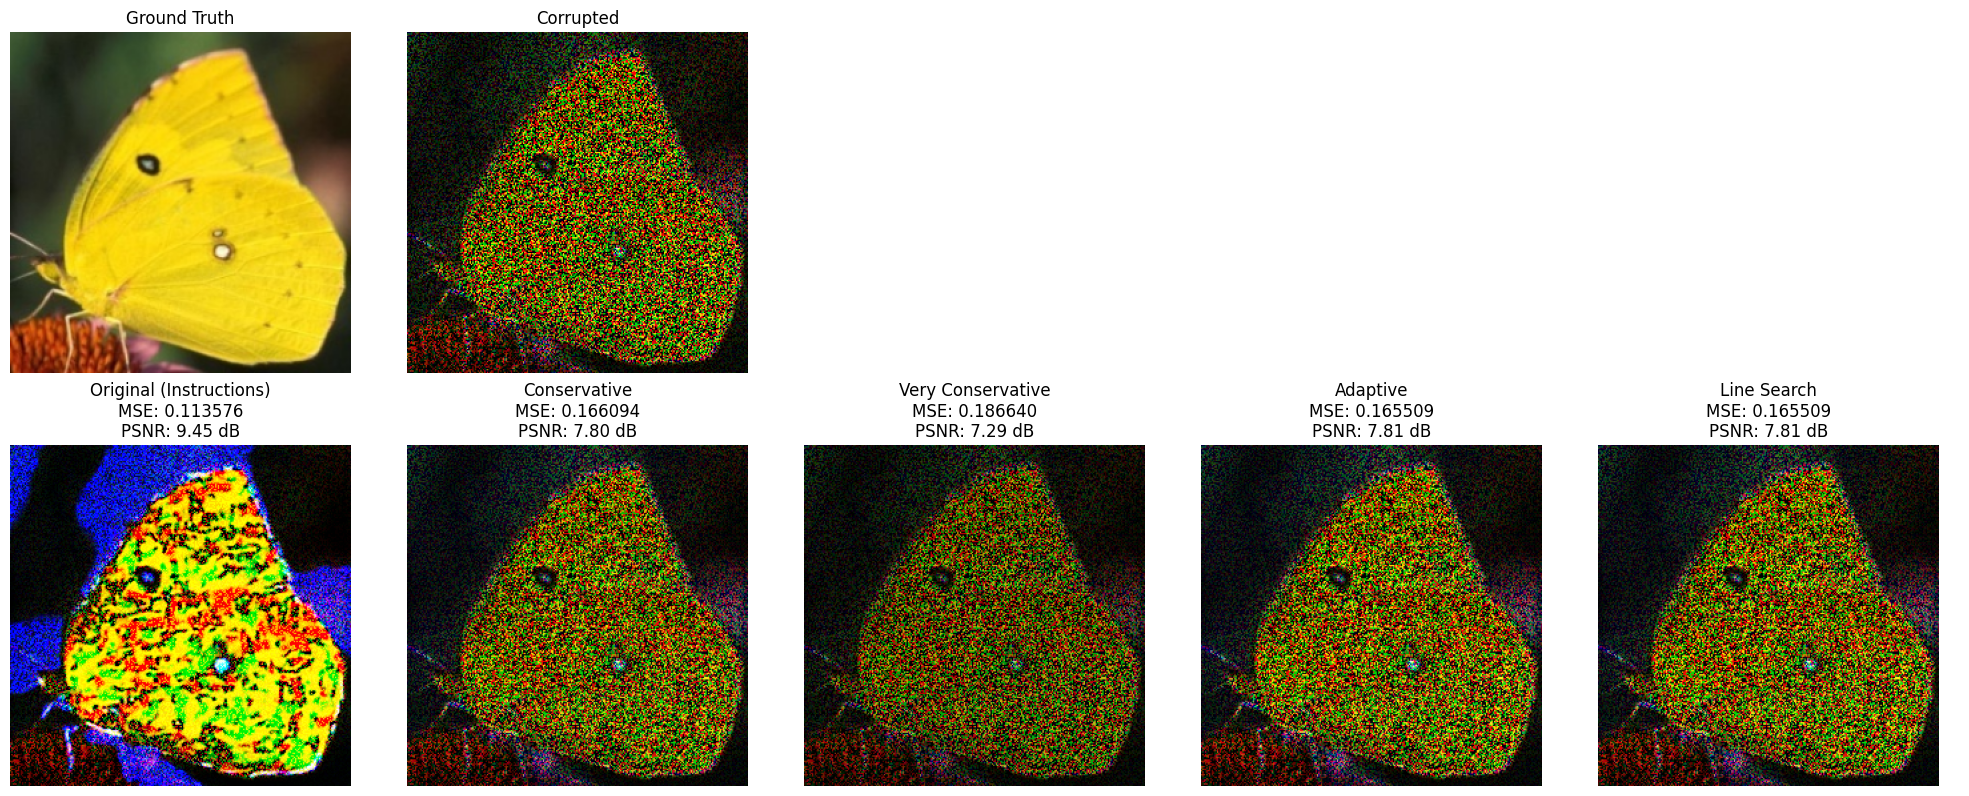 Ground Truth
Corrupted
Original (Instructions)
MSE: 0.113576
PSNR: 9.45 dB
Conservative
MSE: 0.166094
PSNR: 7.80 dB
Very Conservative
MSE: 0.186640
PSNR: 7.29 dB
Adaptive
MSE: 0.165509
PSNR: 7.81 dB
Line Search
MSE: 0.165509
PSNR: 7.81 dB